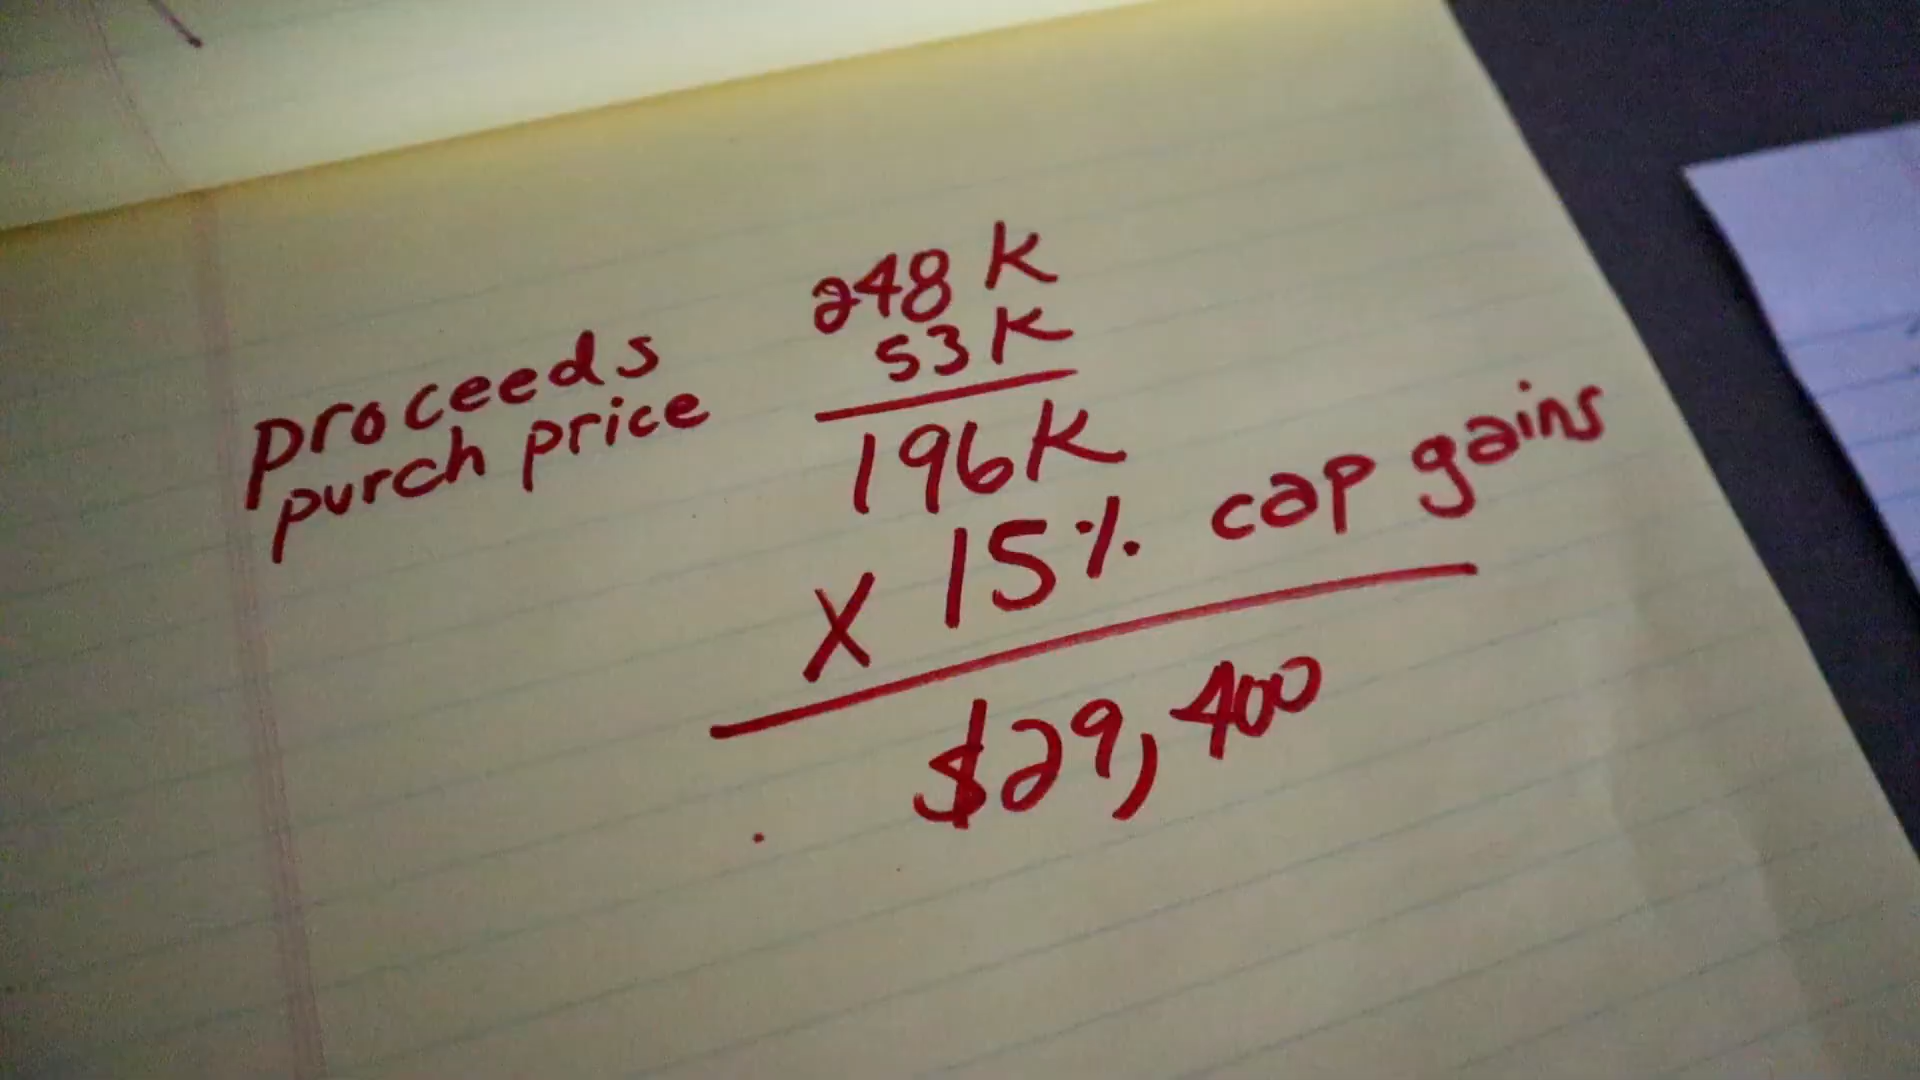 proceeds 248 K
purch price 53 K
196K
X 15% cap gains
$29,400